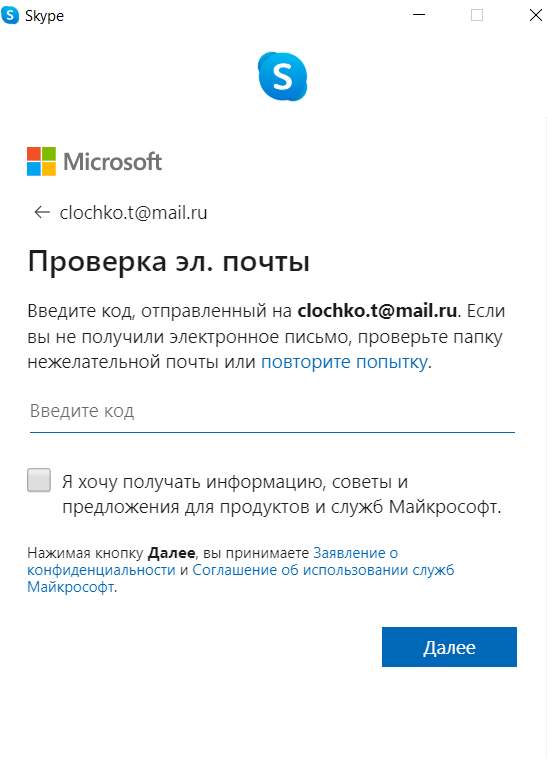 Skype
S
Microsoft
clochko.t@mail.ru
Проверка эл. почты
Введите код, отправленный на clochko.t@mail.ru. Если
вы не получили электронное письмо, проверьте папку
нежелательной почты или повторите попытку.
Введите код
Я хочу получать информацию, советы и
предложения для продуктов и служб Майкрософт.
Нажимая кнопку Далее, вы принимаете Заявление о
конфиденциальности и Соглашение об использовании служб
Майкрософт.
Далее